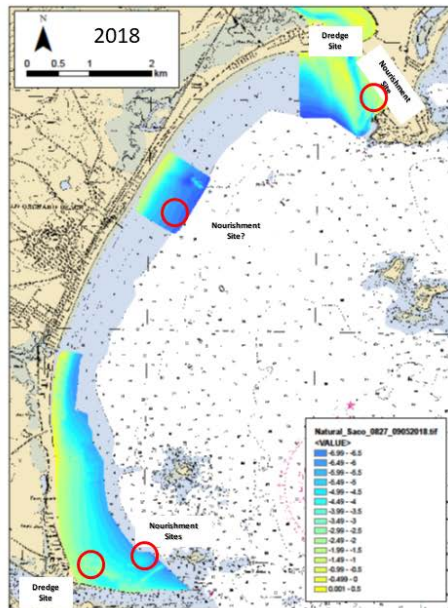 2018
N
0 0.5 1 2
km
Dredge
Site
Nourishment
Site
Nourishment
Site?
Nourishment
Sites
Dredge
Site
Natural_Saco_0827_09052018.tif
<VALUE>
-6.99 - -6.5
-6.49 - -6
-5.99 - -5.5
-5.49 - -5
-4.99 - -4.5
-4.49 - -4
-3.99 - -3.5
-3.49 - -3
-2.99 - -2.5
-2.49 - -2
-1.99 - -1.5
-1.49 - -1
-0.99 - -0.5
-0.499 - 0
0.001 - 0.5